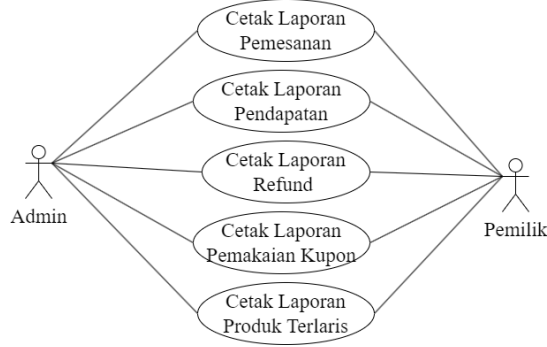 Cetak Laporan
Pemesanan
Cetak Laporan
Pendapatan
Cetak Laporan
Refund
Admin
Pemilik
Cetak Laporan
Pemakaian Kupon
Cetak Laporan
Produk Terlaris